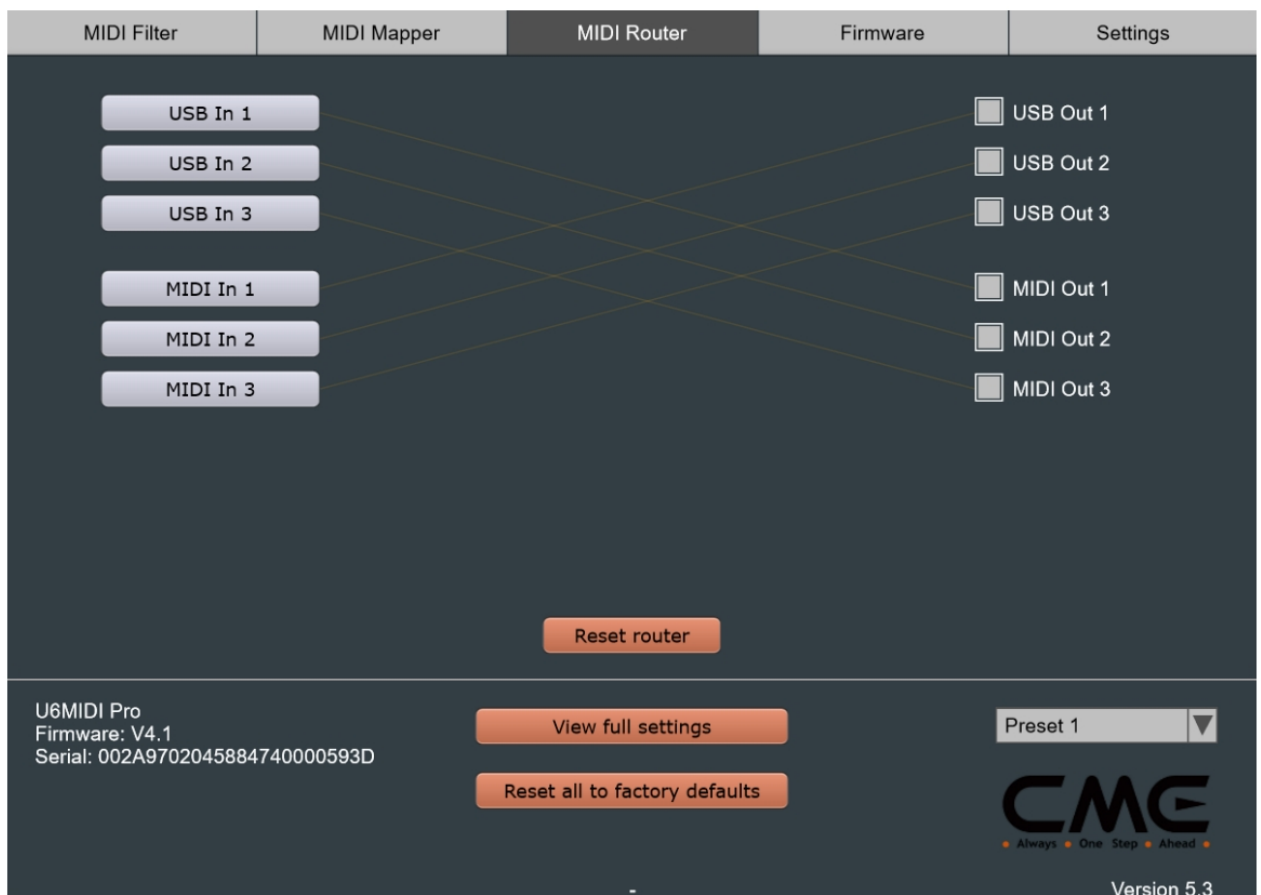 MIDI Filter MIDI Mapper MIDI Router Firmware Settings
USB In 1 USB Out 1
USB In 2 USB Out 2
USB In 3 USB Out 3
MIDI In 1 MIDI Out 1
MIDI In 2 MIDI Out 2
MIDI In 3 MIDI Out 3
Reset router
U6MIDI Pro
Firmware: V4.1
Serial: 002A9702045884740000593D
View full settings
Reset all to factory defaults
Preset 1
CME
Always One Step Ahead
-
Version 5.3